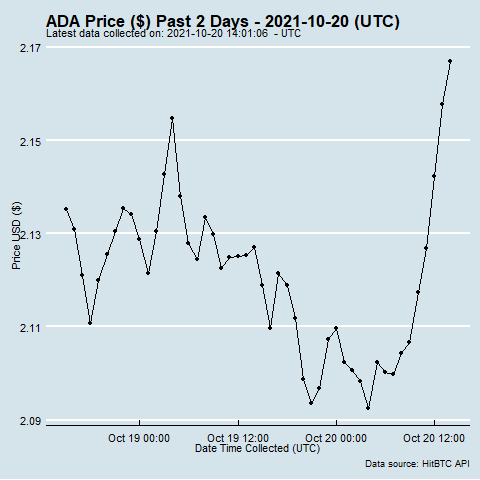 ADA Price ($) Past 2 Days - 2021-10-20 (UTC)
Latest data collected on: 2021-10-20 14:01:06  - UTC
2.17
2.15
2.13
2.11
2.09
Price USD ($)
Oct 19 00:00
Oct 19 12:00
Oct 20 00:00
Oct 20 12:00
Date Time Collected (UTC)
Data source: HitBTC API